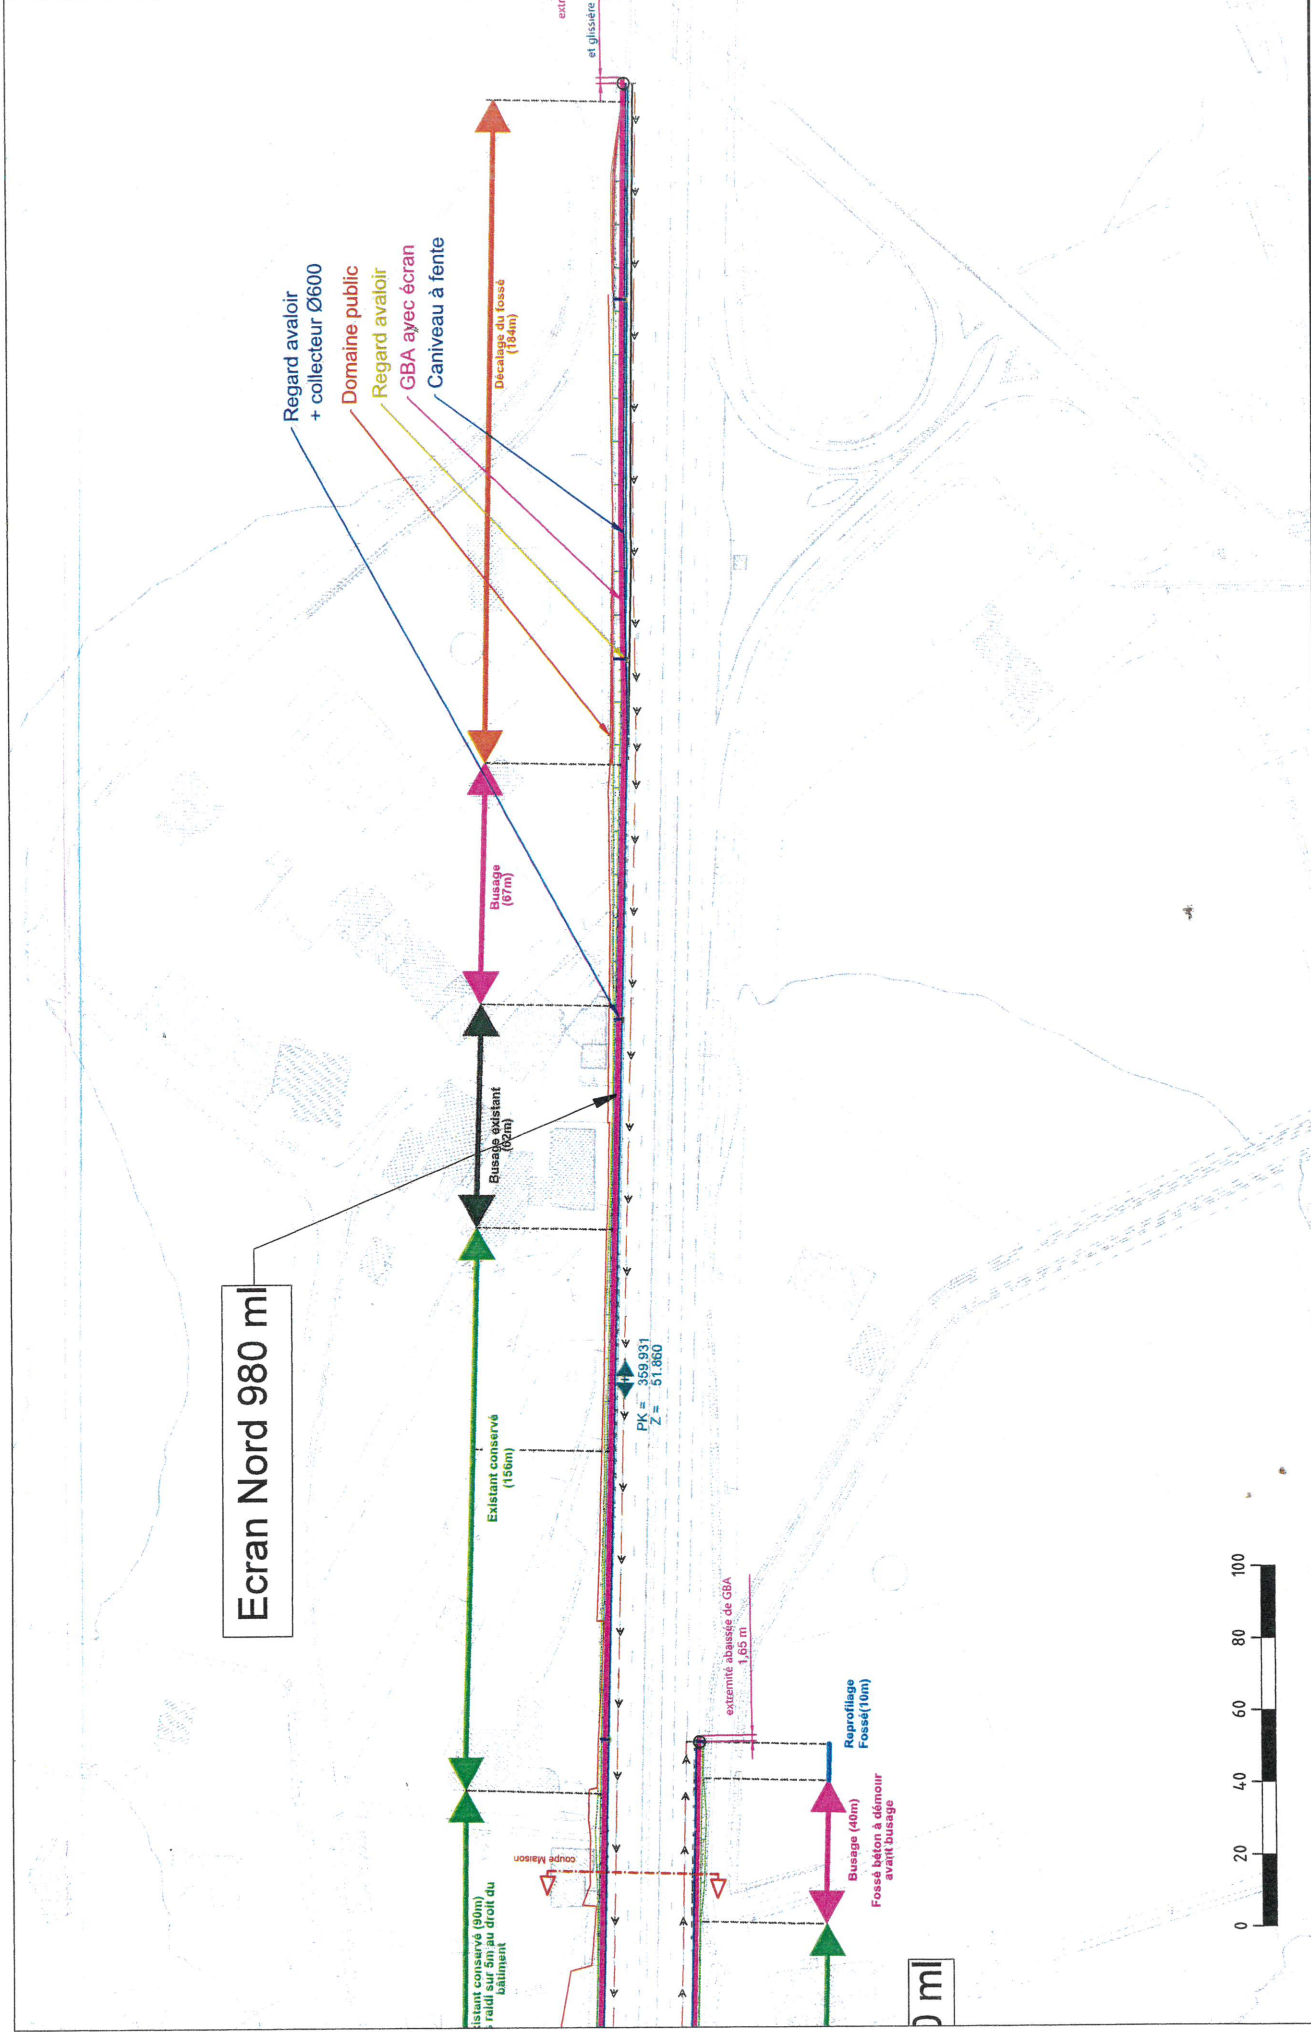 Ecran Nord 980 ml
Regard avaloir
+ collecteur Ø600
Domaine public
Regard avaloir
GBA avec écran
Caniveau à fente
et glissière
Décalage du fossé
(184m)
Busage
(67m)
Busage existant
(62m)
Existant conservé
(156m)
istant conservé (90m)
raidi sur 5m au droit du
bâtiment
PK = 359.931
Z = 51.860
coupe Maison
extremité abaissée de GBA
1,65 m
Reprofilage
Fossé(10m)
Busage (40m)
Fossé béton à démour
avant busage
ml
0 20 40 60 80 100